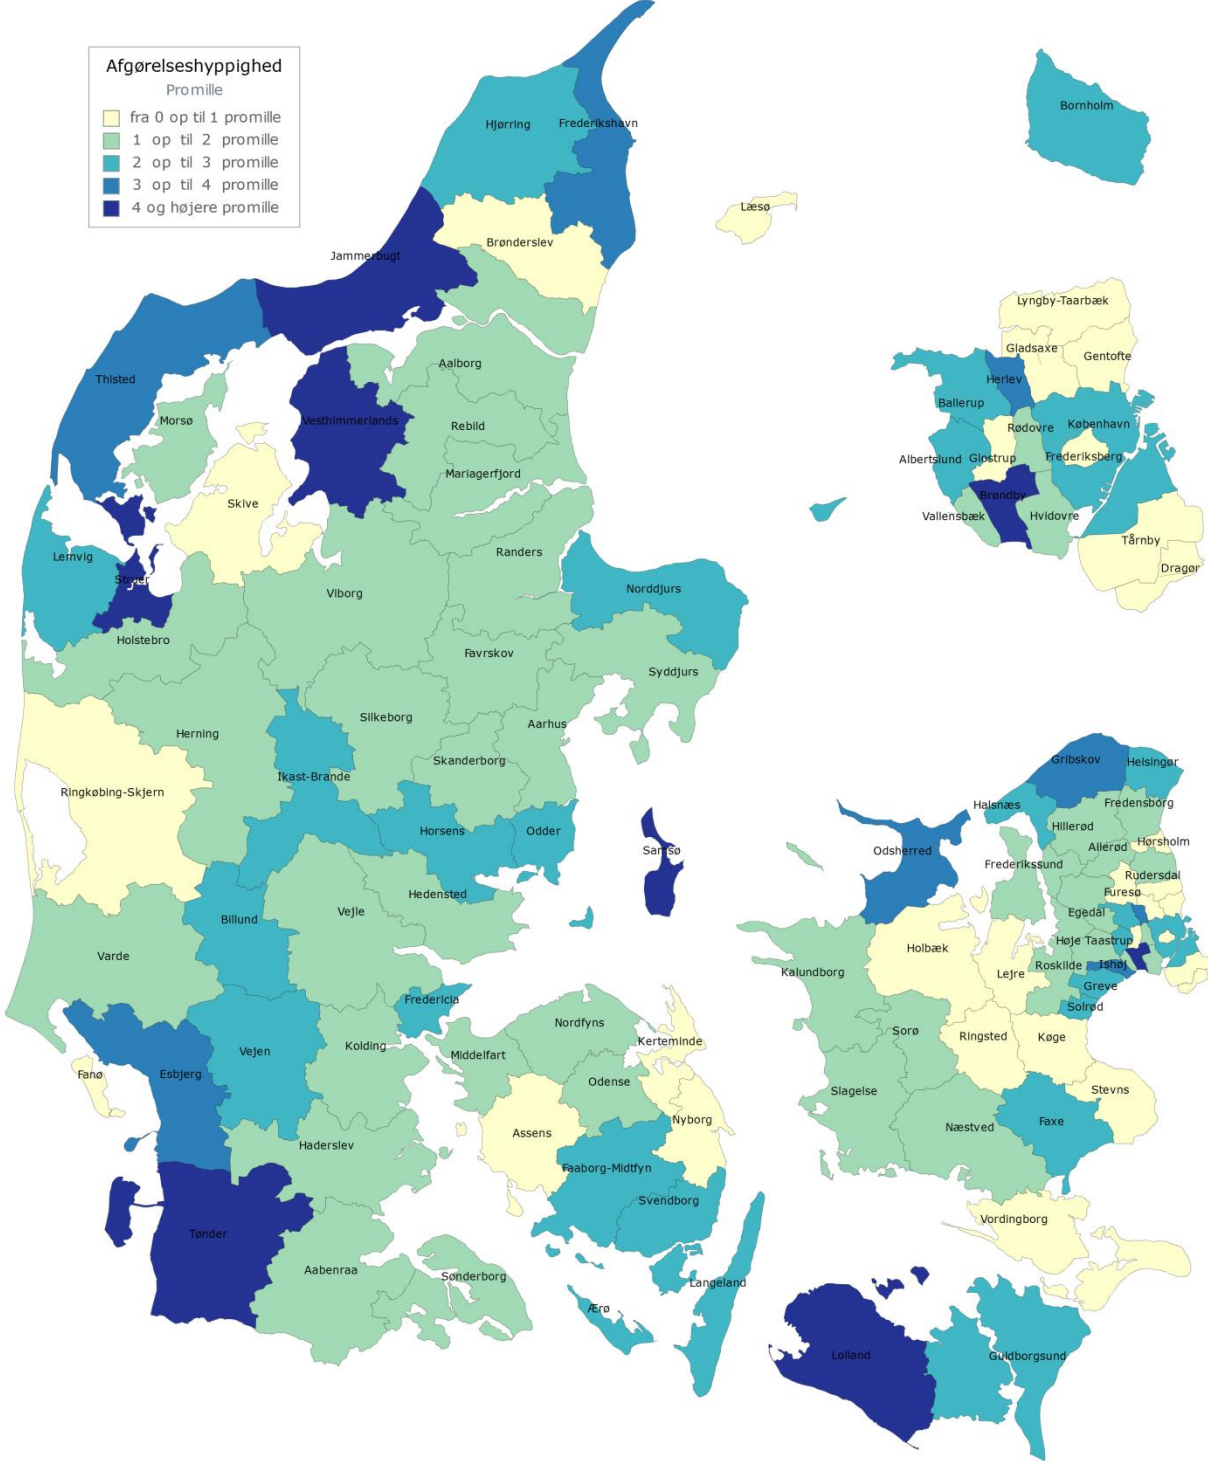 Afgørelseshyppighed
Promille
fra 0 op til 1 promille
1 op til 2 promille
2 op til 3 promille
3 op til 4 promille
4 og højere promille
Hjørring
Frederikshavn
Bornholm
Læsø
Brønderslev
Jammerbugt
Lyngby-Taarbæk
Gladsaxe
Gentofte
Thisted
Aalborg
Herlev
Ballerup
Morsø
Vesthimmerlands
Rebild
København
Rødovre
Albertslund
Glostrup
Frederiksberg
Mariagerfjord
Brøndby
Skive
Vallensbæk
Hvidovre
Tårnby
Dragør
Lemvig
Randers
Struer
Viborg
Norddjurs
Holstebro
Favrskov
Syddjurs
Silkeborg
Aarhus
Herning
Skanderborg
Ikast-Brande
Gribskov
Helsingør
Ringkøbing-Skjern
Halsnæs
Fredensborg
Hillerød
Horsens
Odder
Samsø
Odsherred
Allerød
Hørsholm
Frederikssund
Rudersdal
Hedensted
Furesø
Vejle
Egedal
Billund
Holbæk
Høje Taastrup
Varde
Kalundborg
Lejre
Roskilde
Ishøj
Greve
Fredericia
Solrød
Nordfyns
Sorø
Ringsted
Køge
Vejen
Kolding
Kerteminde
Middelfart
Fanø
Esbjerg
Odense
Slagelse
Stevns
Nyborg
Faxe
Assens
Næstved
Haderslev
Faaborg-Midtfyn
Svendborg
Vordingborg
Tønder
Aabenraa
Sønderborg
Langeland
Ærø
Lolland
Guldborgsund